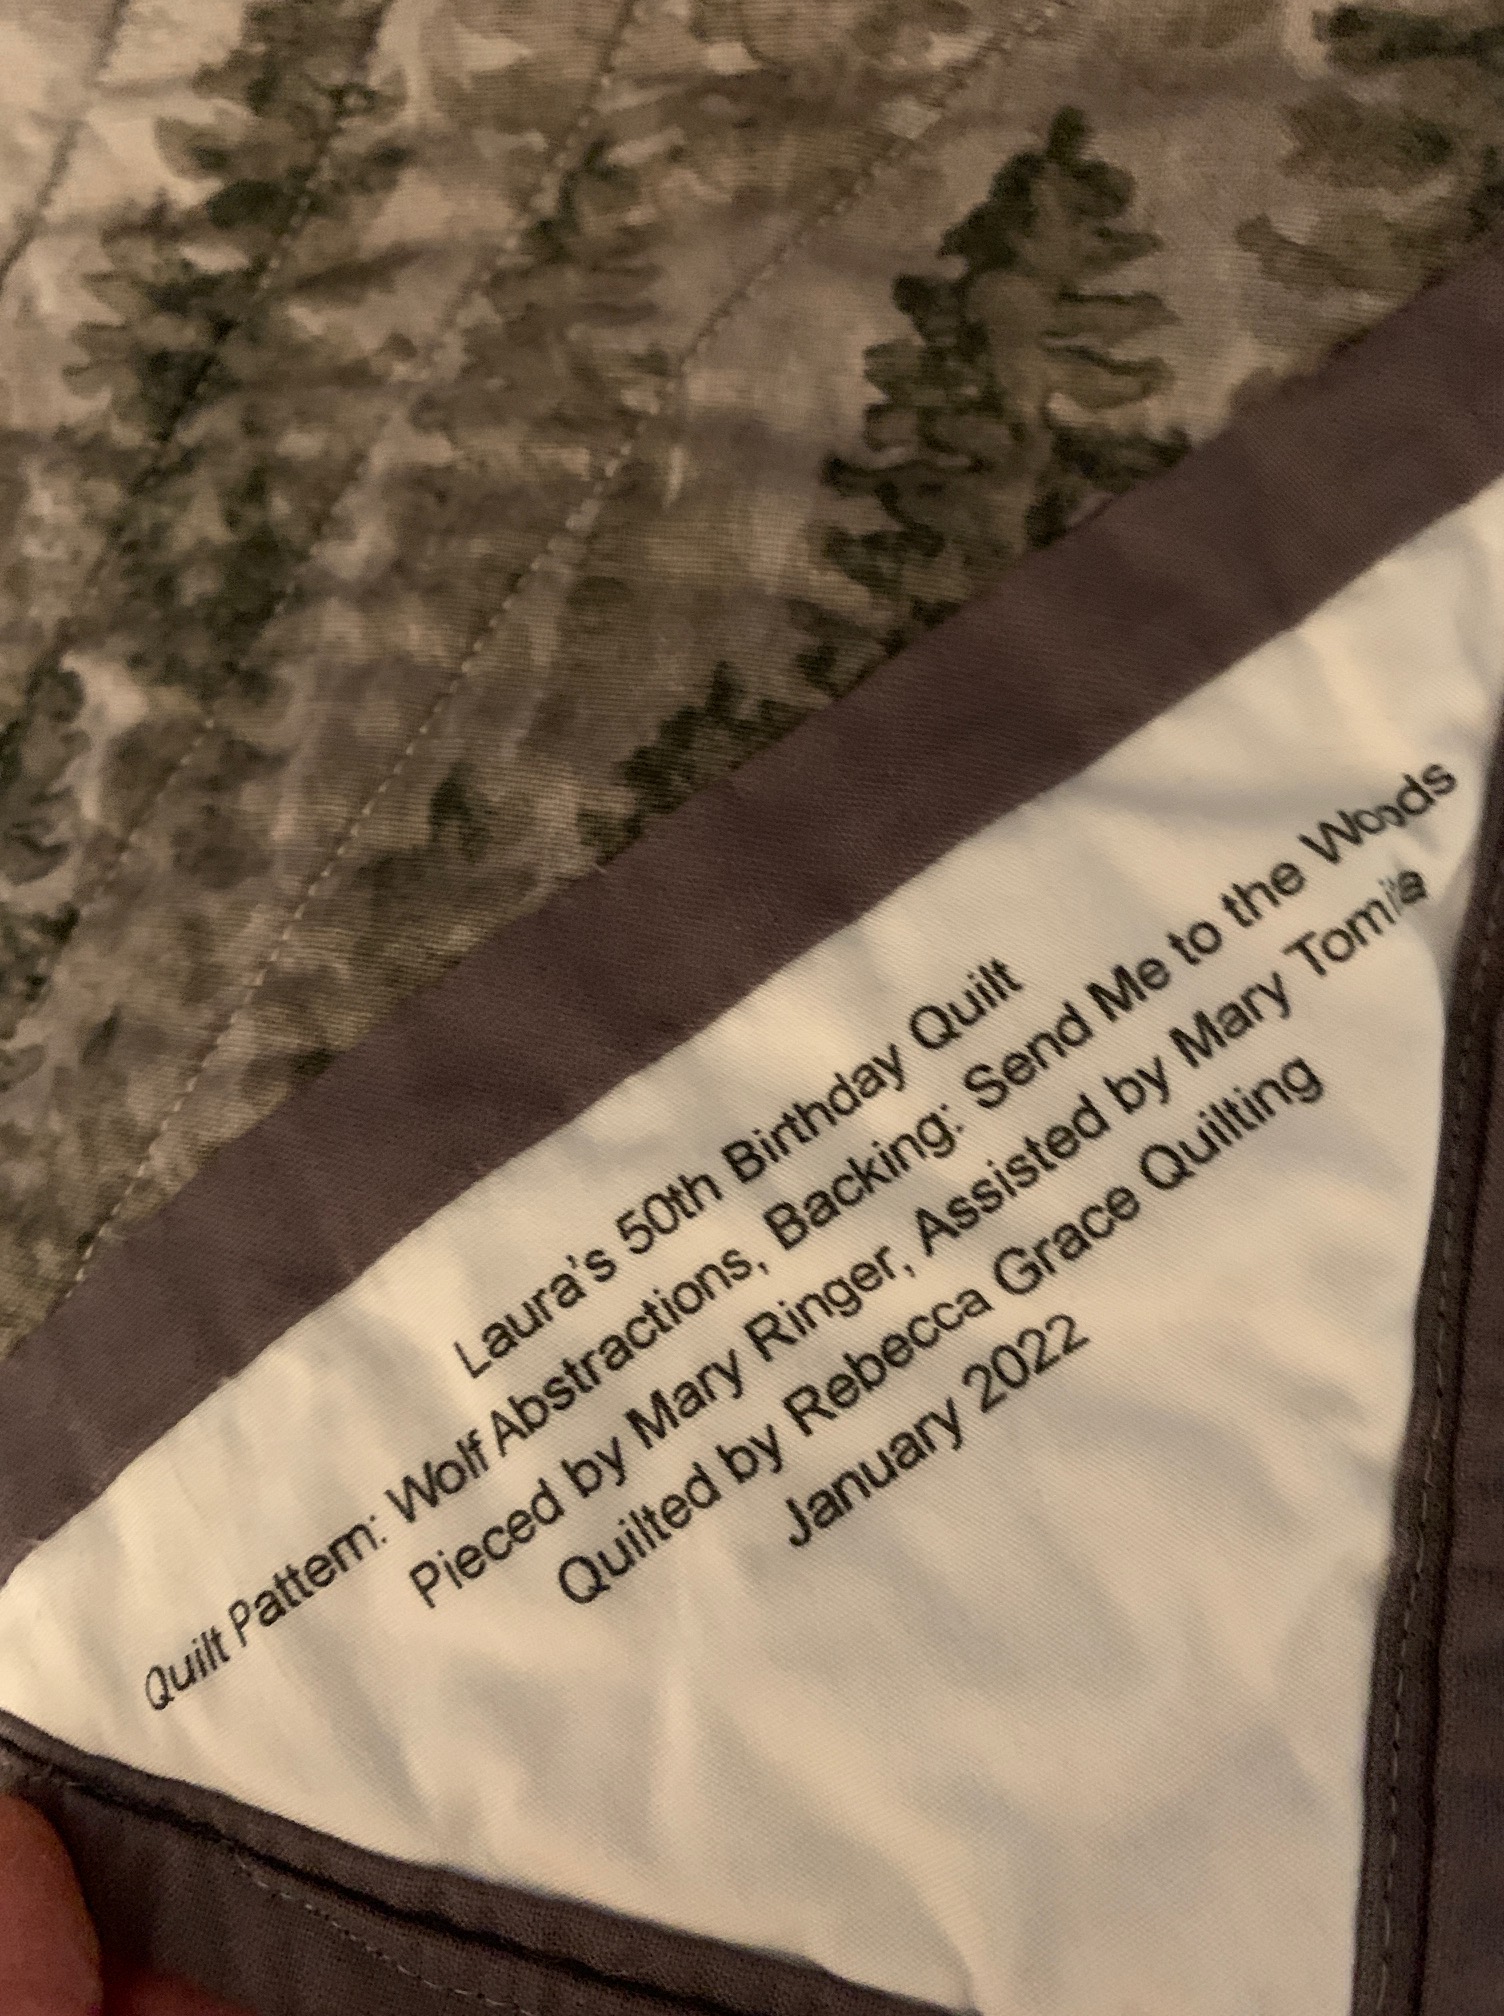 Laura's 50th Birthday Quilt
Quilt Pattern: Wolf Abstractions, Backing: Send Me to the Woods
Pieced by Mary Ringer, Assisted by Mary
Quilted by Rebecca Grace Quilting
January 2022